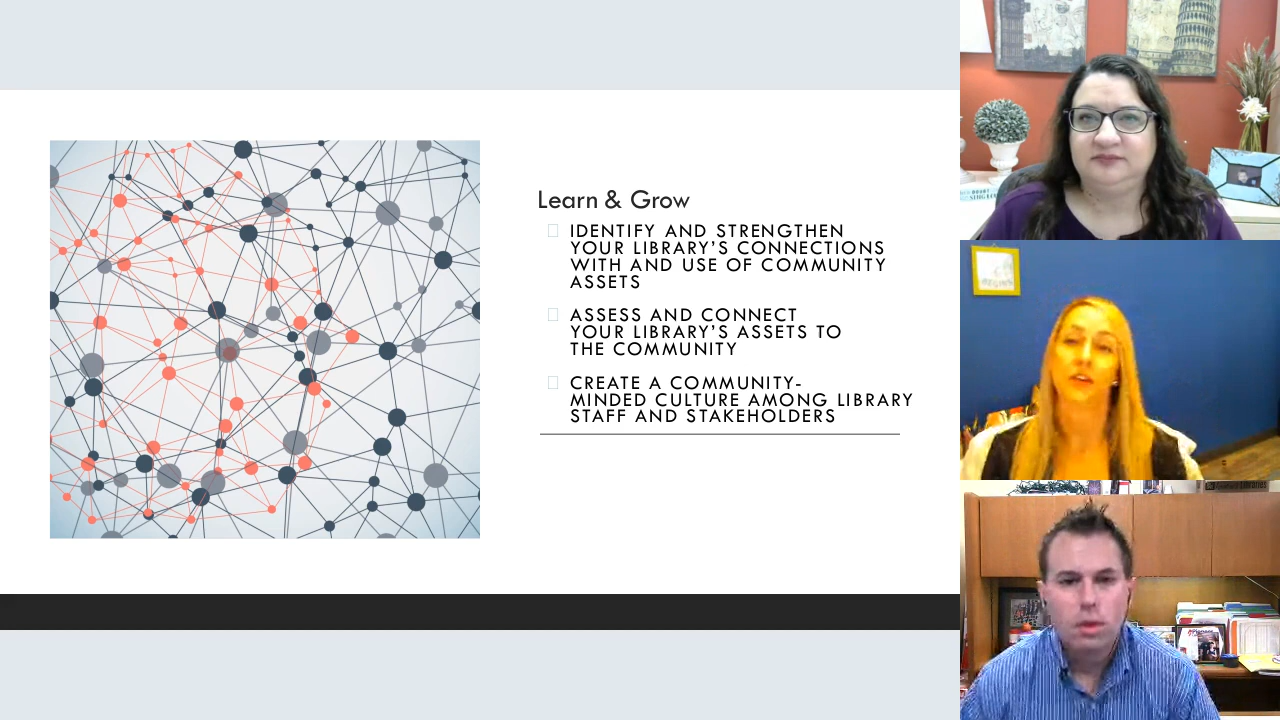 Learn & Grow
IDENTIFY AND STRENGTHEN
YOUR LIBRARY’S CONNECTIONS
WITH AND USE OF COMMUNITY
ASSETS
ASSESS AND CONNECT
YOUR LIBRARY’S ASSETS TO
THE COMMUNITY
CREATE A COMMUNITY-
MINDED CULTURE AMONG LIBRARY
STAFF AND STAKEHOLDERS